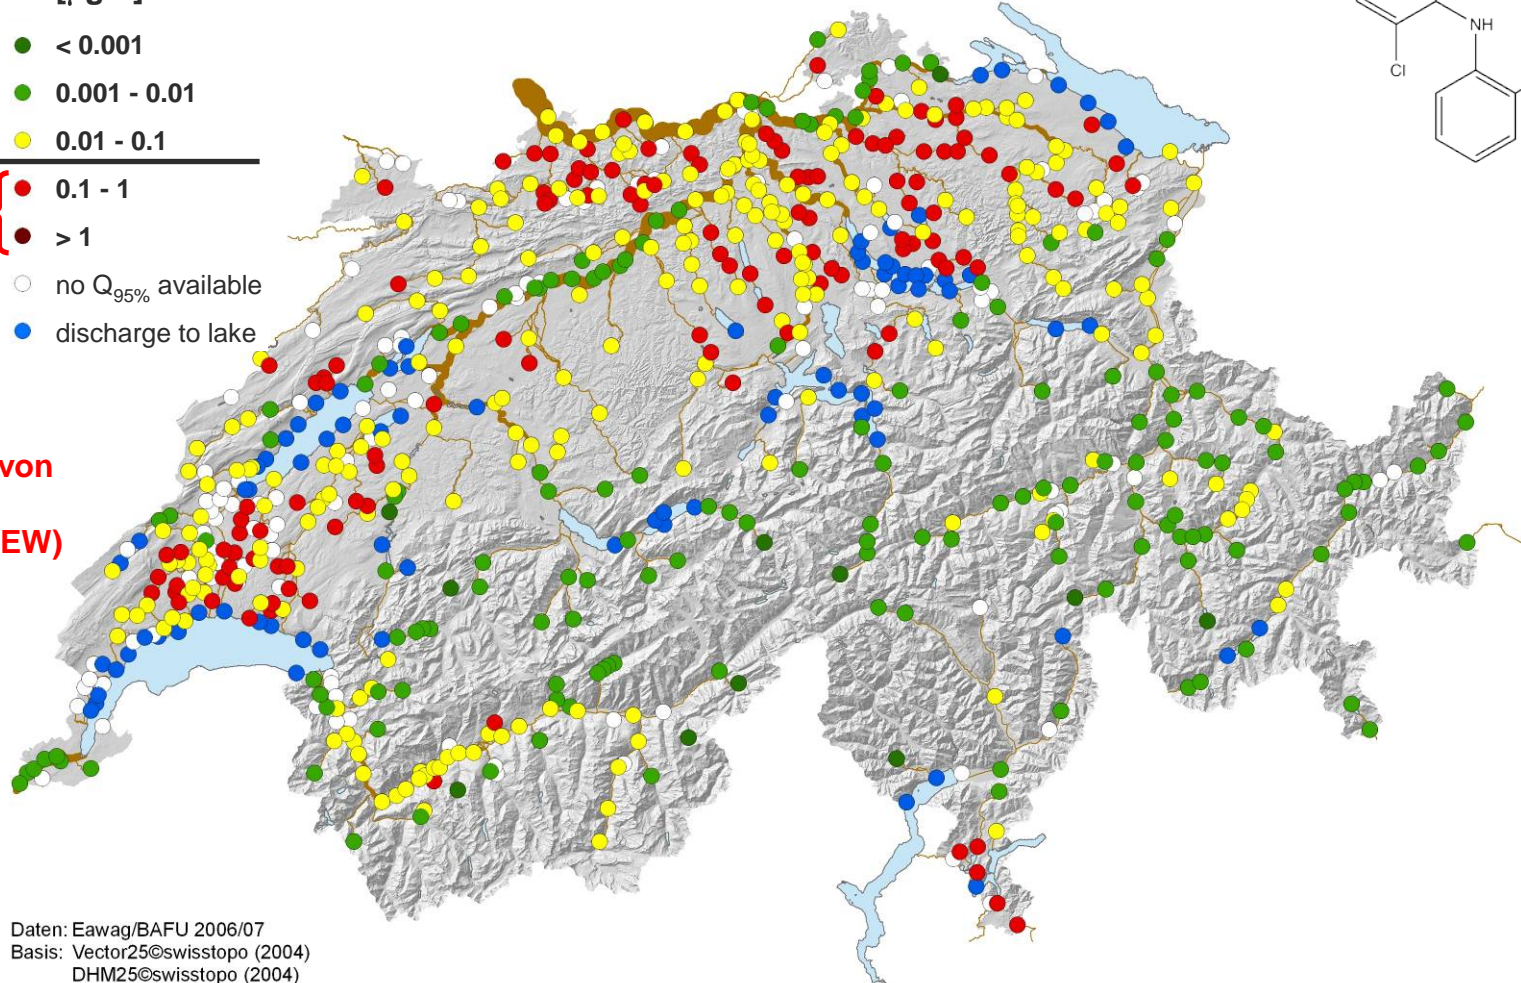 < 0.001
0.001 - 0.01
0.01 - 0.1
0.1 - 1
> 1
no Q95% available
discharge to lake
NH
Cl
von
EW)
Daten: Eawag/BAFU 2006/07
Basis: Vector25©swisstopo (2004)
DHM25©swisstopo (2004)